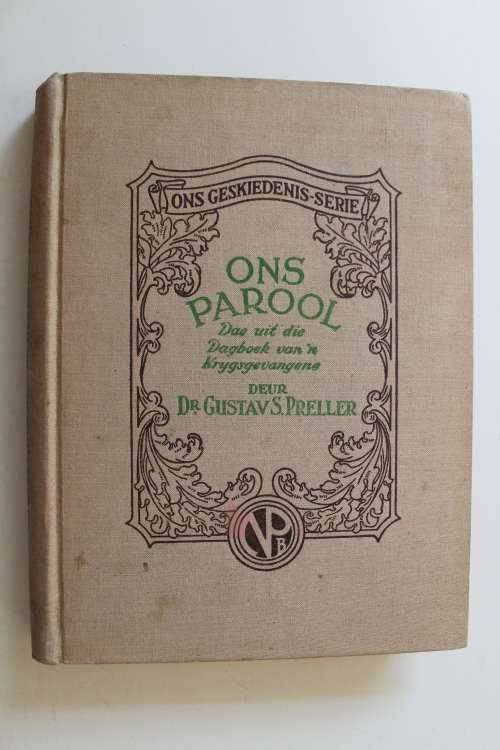 ONS GESKIEDENIS-SERIE
ONS
PAROOL
Dae uit die
Dagboek van 'n
Krygsgevangene
DEUR
DR GUSTAV S. PRELLER
NPB